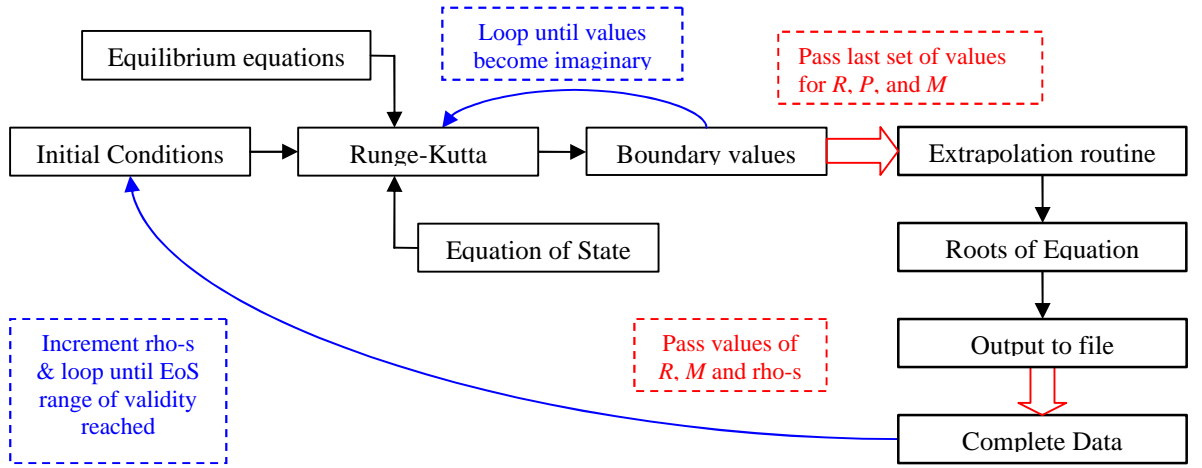 Loop until values
become imaginary
Equilibrium equations
Pass last set of values
for R, P, and M
Initial Conditions
Runge-Kutta
Boundary values
Extrapolation routine
Equation of State
Roots of Equation
Increment rho-s
& loop until EoS
range of validity
reached
Pass values of
R, M and rho-s
Output to file
Complete Data